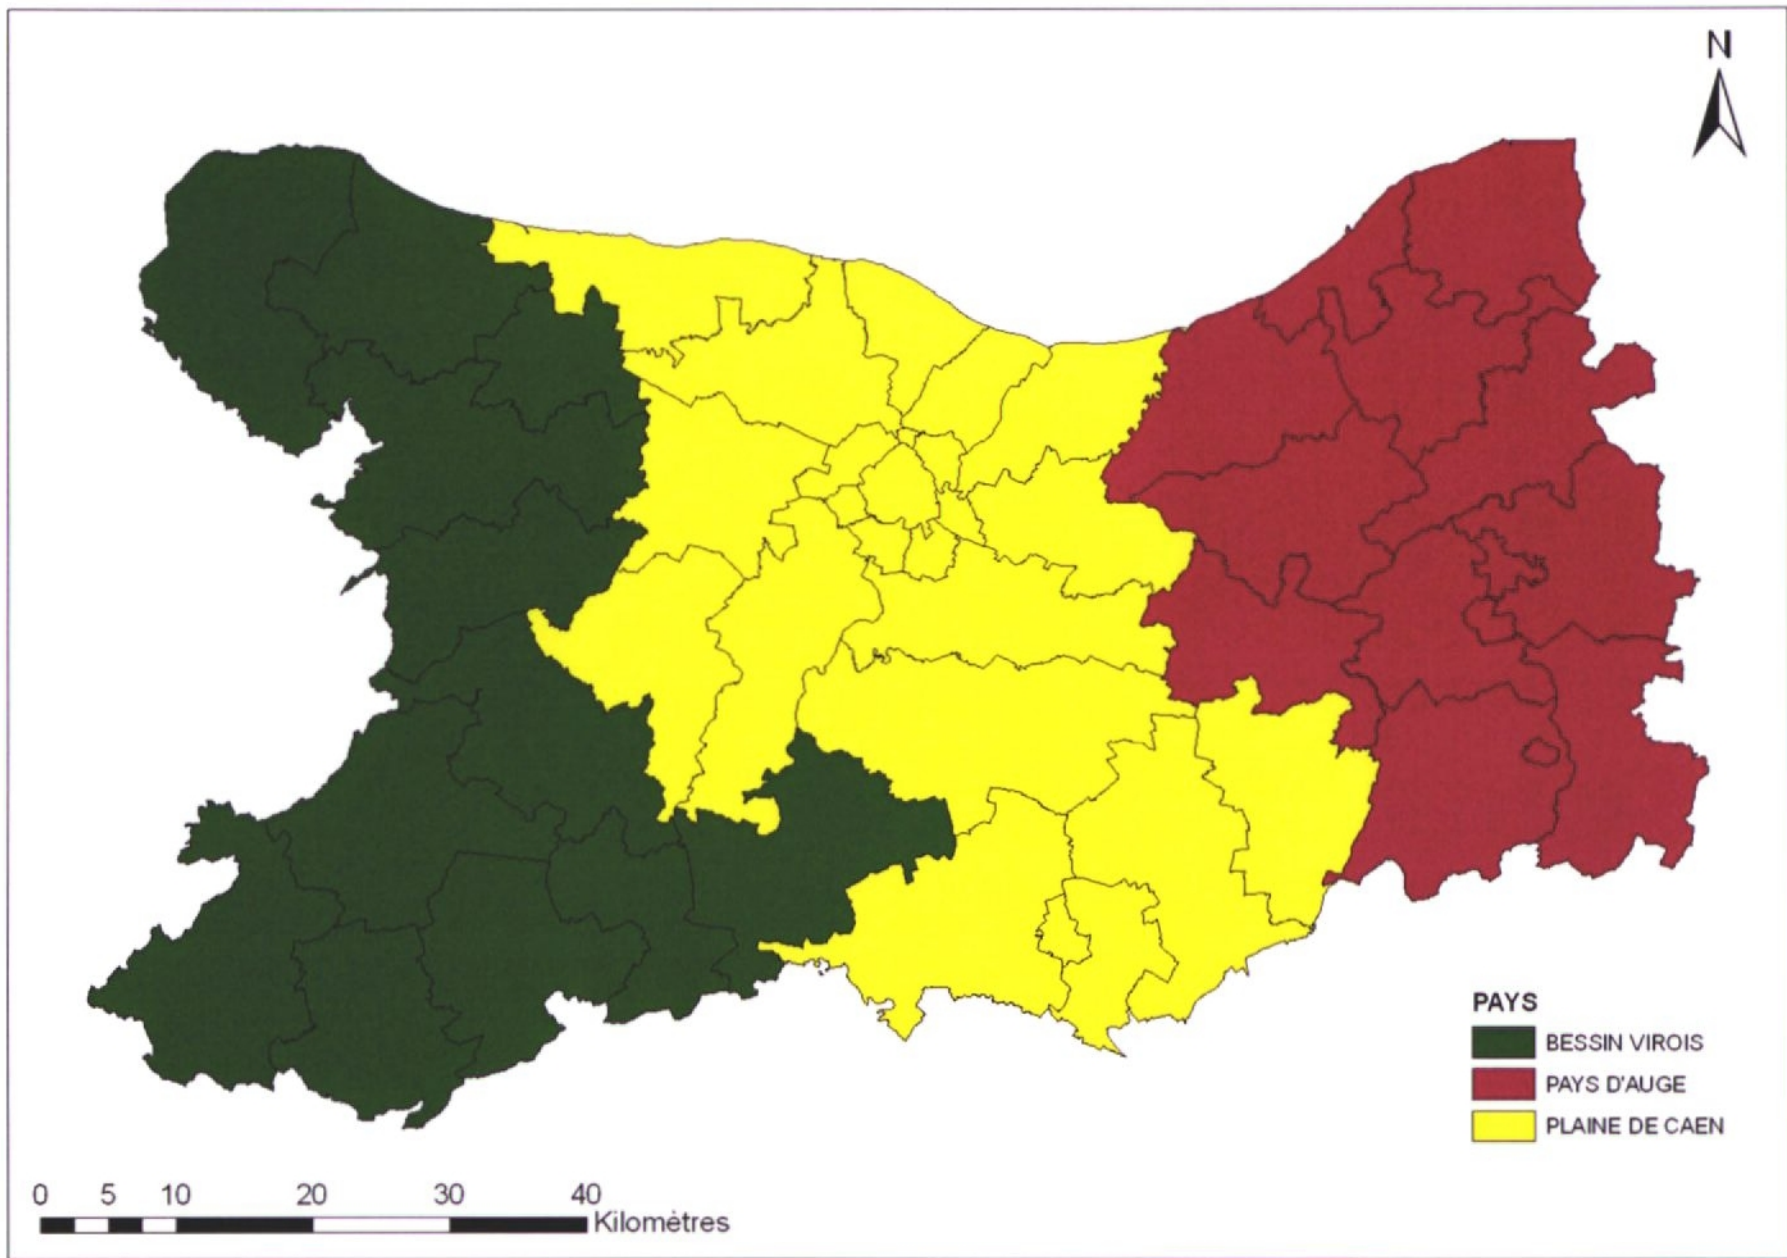 N
PAYS
BESSIN VIROIS
PAYS D'AUGE
PLAINE DE CAEN
0 5 10 20 30 40
Kilomètres